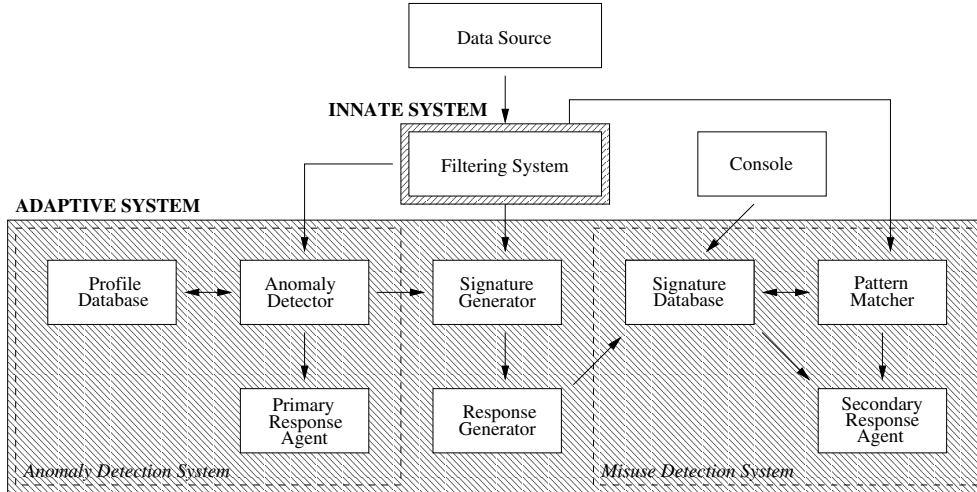 Data Source
INNATE SYSTEM
Filtering System
Console
ADAPTIVE SYSTEM
Profile
Database
Anomaly
Detector
Signature
Generator
Signature
Database
Pattern
Matcher
Primary
Response
Agent
Response
Generator
Secondary
Response
Agent
Anomaly Detection System
Misuse Detection System